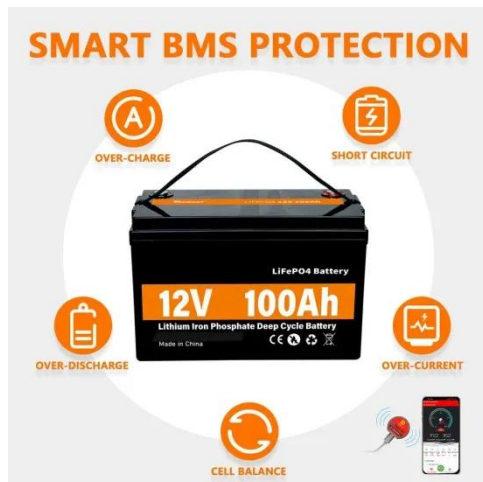 SMART BMS PROTECTION
OVER-CHARGE
SHORT CIRCUIT
LiFePO4 Battery
12V 100Ah
Lithium Iron Phosphate Deep Cycle Battery
Made in China
CE
OVER-DISCHARGE
OVER-CURRENT
CELL BALANCE